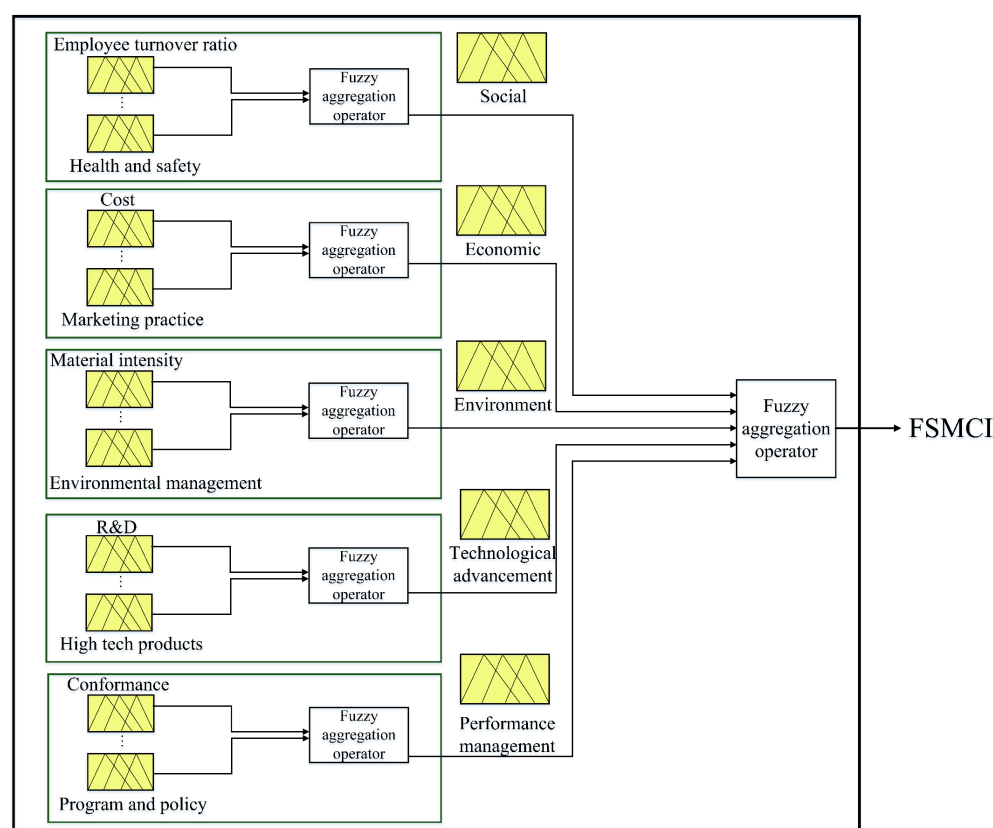 Employee turnover ratio
Fuzzy
aggregation
operator
Health and safety
Social
Cost
Fuzzy
aggregation
operator
Marketing practice
Economic
Material intensity
Fuzzy
aggregation
operator
Environmental management
Environment
R&D
Fuzzy
aggregation
operator
High tech products
Technological
advancement
Conformance
Fuzzy
aggregation
operator
Program and policy
Performance
management
Fuzzy
aggregation
operator
FSMCI